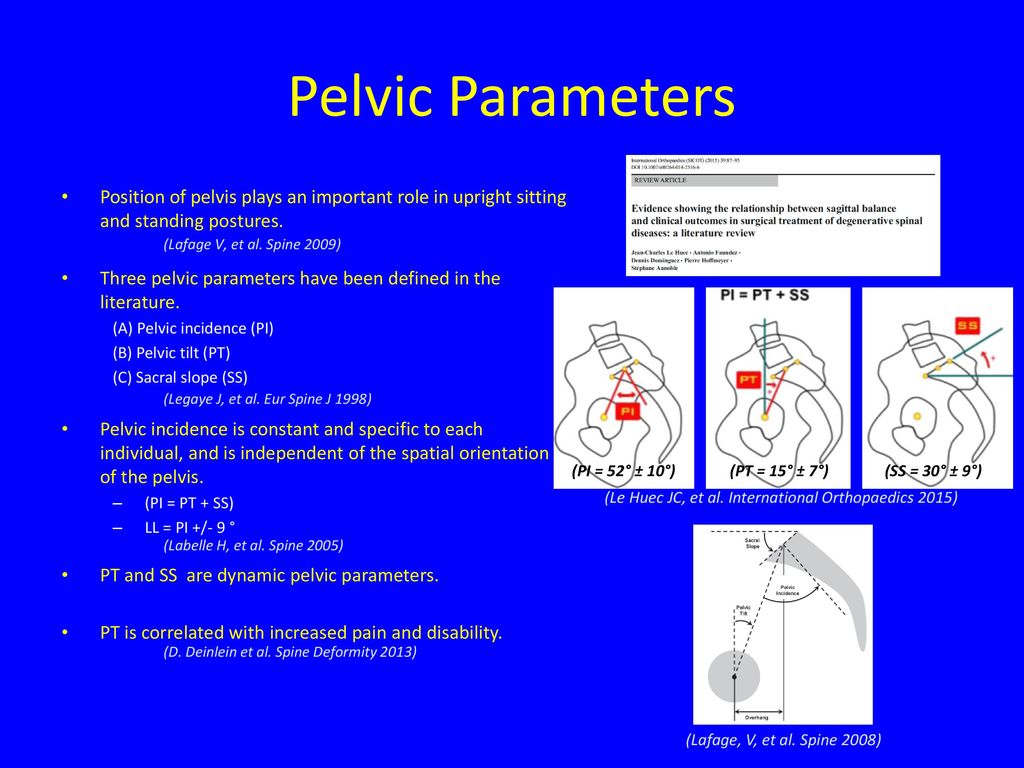 Pelvic Parameters
• Position of pelvis plays an important role in upright sitting
and standing postures.
(Lafage V, et al. Spine 2009)
• Three pelvic parameters have been defined in the
literature.
(A) Pelvic incidence (PI)
(B) Pelvic tilt (PT)
(C) Sacral slope (SS)
(Legaye J, et al. Eur Spine J 1998)
• Pelvic incidence is constant and specific to each
individual, and is independent of the spatial orientation
of the pelvis.
– (PI = PT + SS)
– LL = PI +/- 9 °
(Labelle H, et al. Spine 2005)
• PT and SS are dynamic pelvic parameters.
• PT is correlated with increased pain and disability.
(D. Deinlein et al. Spine Deformity 2013)
International Orthopaedics (SICOT) (2015) 39:87–95
DOI 10.1007/s00264-014-2516-6
REVIEW ARTICLE
Evidence showing the relationship between sagittal balance
and clinical outcomes in surgical treatment of degenerative spinal
diseases: a literature review
Jean-Charles Le Huec • Antonio Faundez •
Dennis Dominguez • Pierre Hoffmeyer •
Stéphane Aunoble
PI = PT + SS
PI
PT
+
SS
+
(PI = 52° ± 10°)
(PT = 15° ± 7°)
(SS = 30° ± 9°)
(Le Huec JC, et al. International Orthopaedics 2015)
Sacral
Slope
Pelvic
Incidence
Pelvic
Tilt
Overhang
(Lafage, V, et al. Spine 2008)